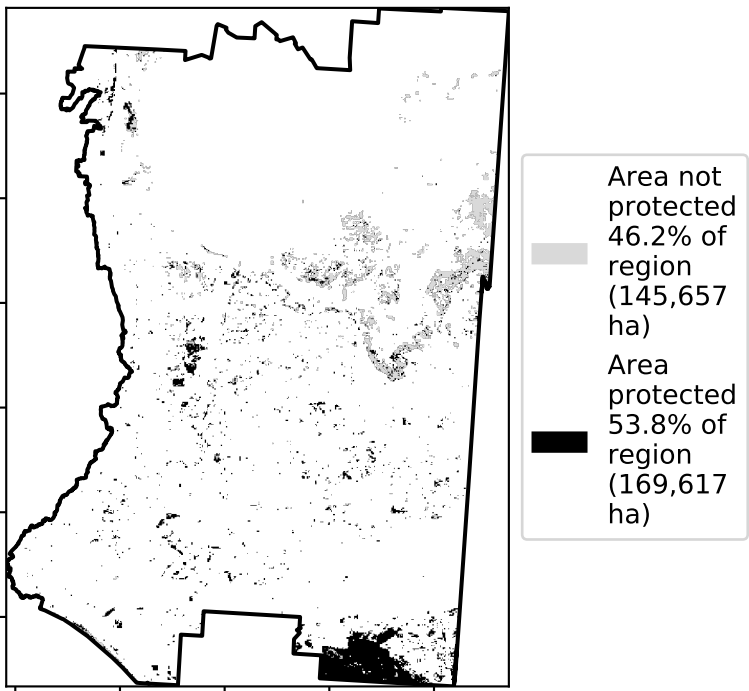 Area not
protected
46.2% of
region
(145,657
ha)
Area
protected
53.8% of
region
(169,617
ha)